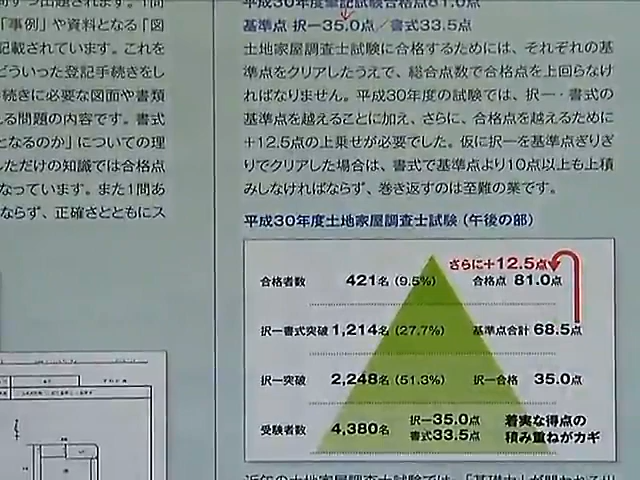 「事例」や資料となる「図
記載されています。これを
どういった登記手続きをし
続きに必要な図面や書類
る問題の内容です。書式
となるのか」についての理
しただけの知識では合格点
なっています。また1問あ
ならず、正確さとともにス
平成30年度筆記試験合格点81.0点
基準点 択一35.0点／書式33.5点
土地家屋調査士試験に合格するためには、それぞれの基
準点をクリアしたうえで、総合点数で合格点を上回らなけ
ればなりません。平成30年度の試験では、択一・書式の
基準点を越えることに加え、さらに、合格点を越えるために
＋12.5点の上乗せが必要でした。仮に択一を基準点ぎりぎ
りでクリアした場合は、書式で基準点より10点以上も上積
みしなければならず、巻き返すのは至難の業です。
平成30年度土地家屋調査士試験（午後の部）
さらに＋12.5点
合格者数 421名（9.5%） 合格点 81.0点
択一書式突破 1,214名（27.7%） 基準点合計 68.5点
択一突破 2,248名（51.3%） 択一合格 35.0点
受験者数 4,380名 択一35.0点 書式33.5点 着実な得点の
積み重ねがカギ